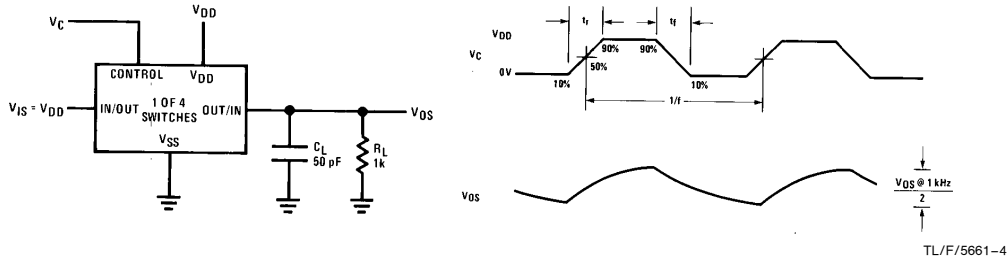 VC
VDD
CONTROL
VDD
VIS = VDD
IN/OUT
1 OF 4
SWITCHES
OUT/IN
VSS
VOS
CL
50 pF
RL
1k
tr
tf
VDD
VC
0V
90%
90%
50%
10%
10%
1/f
VOS
VOS @ 1 kHz
2
TL/F/5661–4